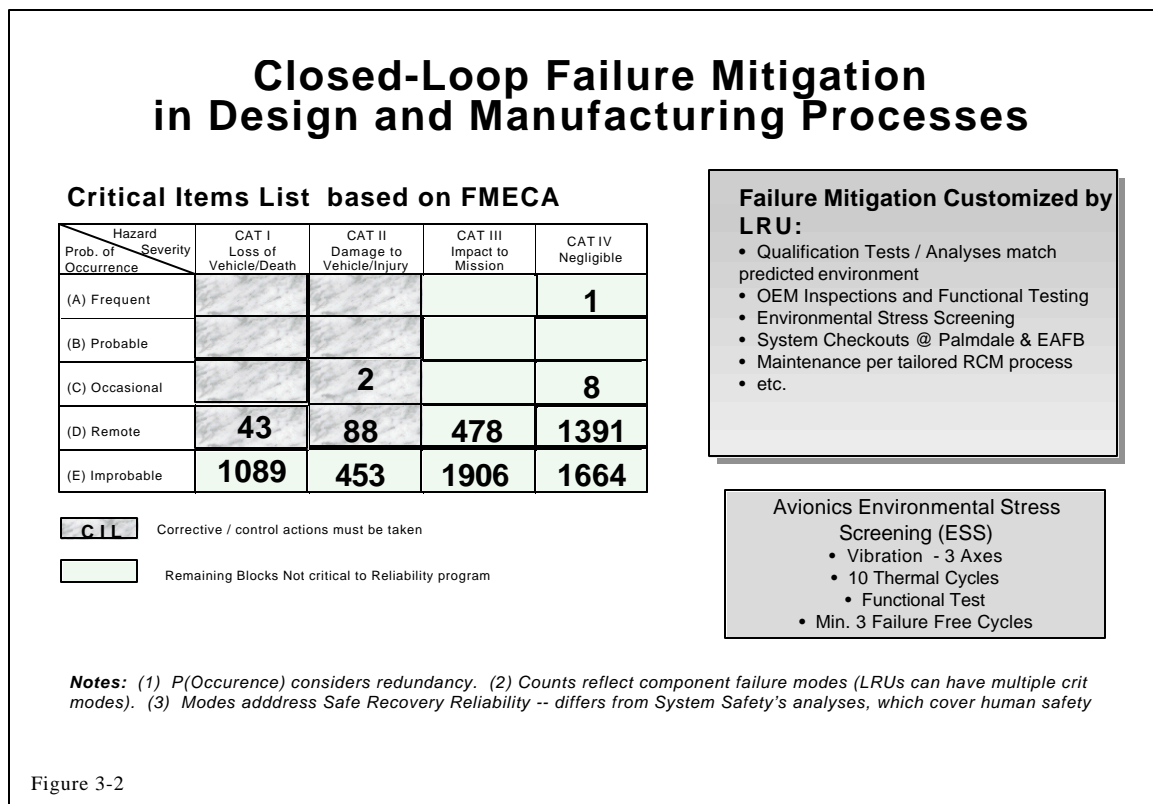 Closed-Loop Failure Mitigation
in Design and Manufacturing Processes
Critical Items List based on FMECA
Hazard
Severity
Prob. of
Occurrence
CAT I
Loss of
Vehicle/Death
CAT II
Damage to
Vehicle/Injury
CAT III
Impact to
Mission
CAT IV
Negligible
(A) Frequent
1
(B) Probable
(C) Occasional
2
8
(D) Remote
43
88
478
1391
(E) Improbable
1089
453
1906
1664
CIL
Corrective / control actions must be taken
Remaining Blocks Not critical to Reliability program
Failure Mitigation Customized by
LRU:
• Qualification Tests / Analyses match
predicted environment
• OEM Inspections and Functional Testing
• Environmental Stress Screening
• System Checkouts @ Palmdale & EAFB
• Maintenance per tailored RCM process
• etc.
Avionics Environmental Stress
Screening (ESS)
• Vibration - 3 Axes
• 10 Thermal Cycles
• Functional Test
• Min. 3 Failure Free Cycles
Notes: (1) P(Occurence) considers redundancy. (2) Counts reflect component failure modes (LRUs can have multiple crit
modes). (3) Modes adddress Safe Recovery Reliability -- differs from System Safety's analyses, which cover human safety
Figure 3-2